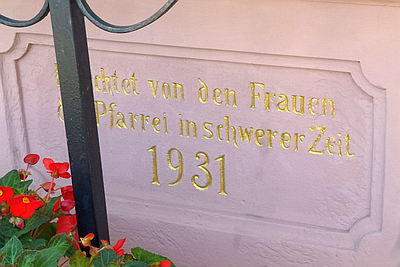 von den Frauen
Pfarrei in schwerer Zeit
1931